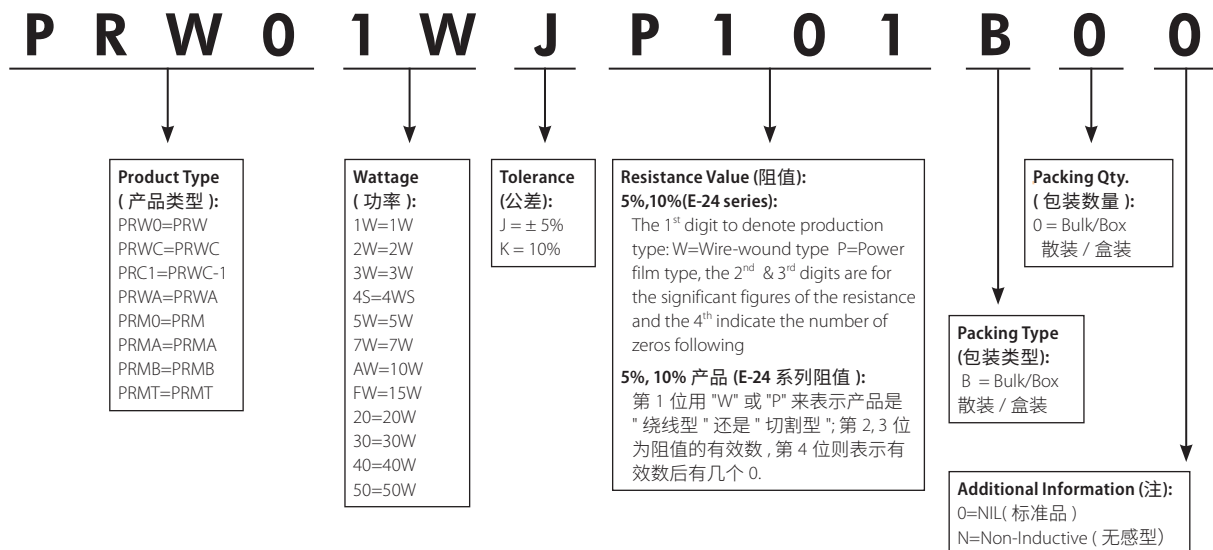 P R W 0 1 W J P 1 0 1 B 0 0
Product Type
( 产品类型 ):
PRW0=PRW
PRWC=PRWC
PRC1=PRWC-1
PRWA=PRWA
PRM0=PRM
PRMA=PRMA
PRMB=PRMB
PRMT=PRMT
Wattage
( 功率 ):
1W=1W
2W=2W
3W=3W
4S=4WS
5W=5W
7W=7W
AW=10W
FW=15W
20=20W
30=30W
40=40W
50=50W
Tolerance
(公差):
J = ± 5%
K = 10%
Resistance Value (阻值):
5%,10%(E-24 series):
The 1st digit to denote production
type: W=Wire-wound type P=Power
film type, the 2nd & 3rd digits are for
the significant figures of the resistance
and the 4th indicate the number of
zeros following
5%, 10% 产品 (E-24 系列阻值 ):
第 1 位用 "W" 或 "P" 来表示产品是
" 绕线型 " 还是 " 切割型 "; 第 2, 3 位
为阻值的有效数 , 第 4 位则表示有
效数后有几个 0.
Packing Type
(包装类型):
B = Bulk/Box
散装 / 盒装
Packing Qty.
( 包装数量 ):
0 = Bulk/Box
散装 / 盒装
Additional Information (注):
0=NIL( 标准品 )
N=Non-Inductive ( 无感型)